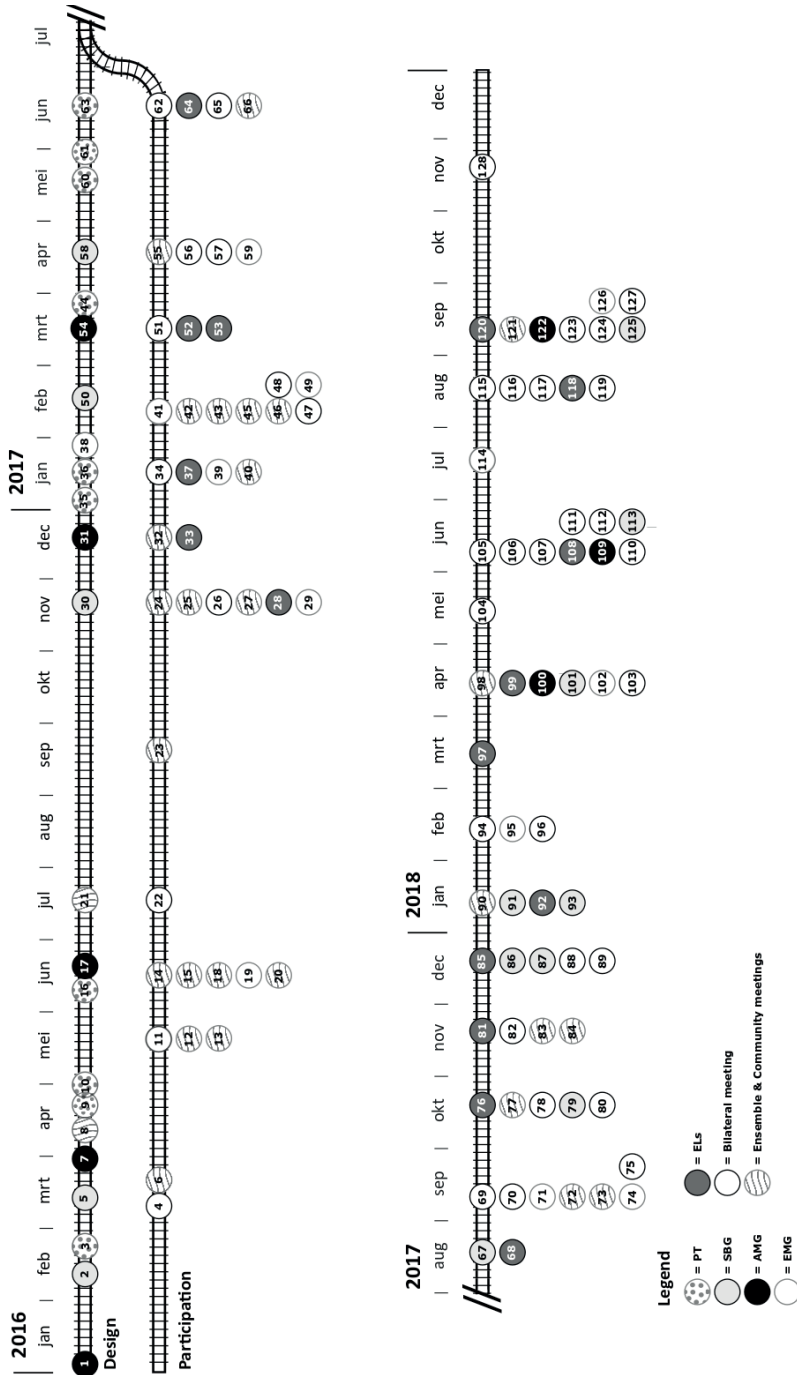 2016
2017
jan | feb | mrt | apr | mei | jun | jul | aug | sep | okt | nov | dec | jan | feb | mrt | apr | mei | jun | jul
1 2 3 5 7 8 9 10 16 17 21 30 31 35 36 38 50 54 44 58 60 61 63
Design
4 6 11 14 22 23 24 32 34 41 51 55 62
12 15 25 33 37 42 52 56 64
13 18 26 39 43 53 57 65
19 27 40 45 59 66
20 28 46 48
29 47 49
Participation
2017
2018
aug | sep | okt | nov | dec | jan | feb | mrt | apr | mei | jun | jul | aug | sep | okt | nov | dec
67 69 76 81 85 90 94 97 98 104 105 114 115 120 128
68 70 77 82 86 91 95 99 106 116 121
71 78 83 87 92 96 100 107 117 122
72 79 84 88 93 101 108 111 118 123
73 80 89 102 109 112 119 124 126
74 75 103 110 113 125 127
Legend
= PT
= ELs
= SBG
= Bilateral meeting
= AMG
= Ensemble & Community meetings
= EMG